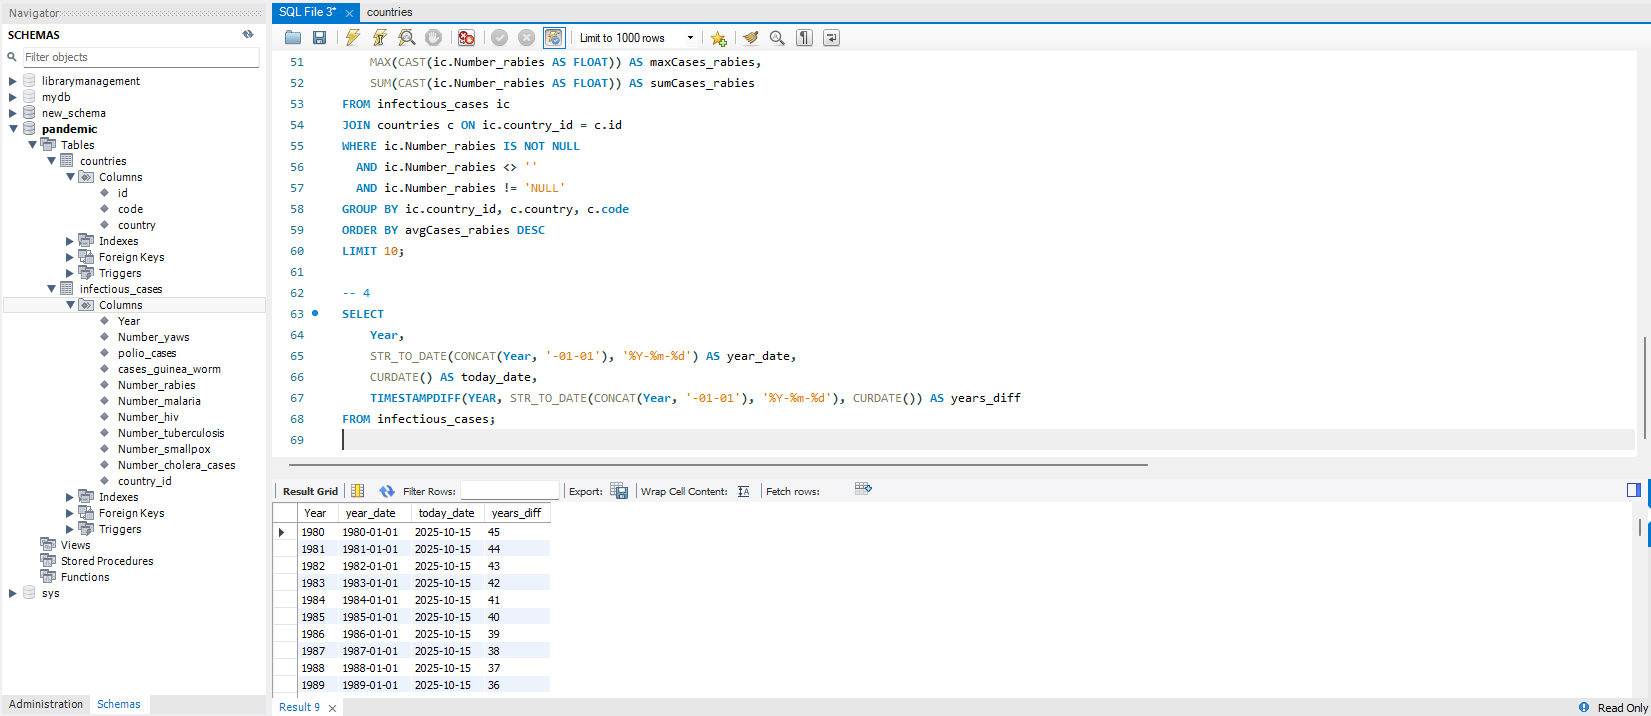 Navigator
SCHEMAS
Filter objects
librarymanagement
mydb
new_schema
pandemic
Tables
countries
Columns
id
code
country
Indexes
Foreign Keys
Triggers
infectious_cases
Columns
Year
Number_yaws
polio_cases
cases_guinea_worm
Number_rabies
Number_malaria
Number_hiv
Number_tuberculosis
Number_smallpox
Number_cholera_cases
country_id
Indexes
Foreign Keys
Triggers
Views
Stored Procedures
Functions
sys
Administration Schemas
SQL File 3* countries
Limit to 1000 rows
51 MAX(CAST(ic.Number_rabies AS FLOAT)) AS maxCases_rabies,
52 SUM(CAST(ic.Number_rabies AS FLOAT)) AS sumCases_rabies
53 FROM infectious_cases ic
54 JOIN countries c ON ic.country_id = c.id
55 WHERE ic.Number_rabies IS NOT NULL
56 AND ic.Number_rabies <> ''
57 AND ic.Number_rabies != 'NULL'
58 GROUP BY ic.country_id, c.country, c.code
59 ORDER BY avgCases_rabies DESC
60 LIMIT 10;
61
62 -- 4
63 SELECT
64 Year,
65 STR_TO_DATE(CONCAT(Year, '-01-01'), '%Y-%m-%d') AS year_date,
66 CURDATE() AS today_date,
67 TIMESTAMPDIFF(YEAR, STR_TO_DATE(CONCAT(Year, '-01-01'), '%Y-%m-%d'), CURDATE()) AS years_diff
68 FROM infectious_cases;
69
Result Grid Filter Rows: Export: Wrap Cell Content: Fetch rows:
Year year_date today_date years_diff
1980 1980-01-01 2025-10-15 45
1981 1981-01-01 2025-10-15 44
1982 1982-01-01 2025-10-15 43
1983 1983-01-01 2025-10-15 42
1984 1984-01-01 2025-10-15 41
1985 1985-01-01 2025-10-15 40
1986 1986-01-01 2025-10-15 39
1987 1987-01-01 2025-10-15 38
1988 1988-01-01 2025-10-15 37
1989 1989-01-01 2025-10-15 36
Result 9
Read Only